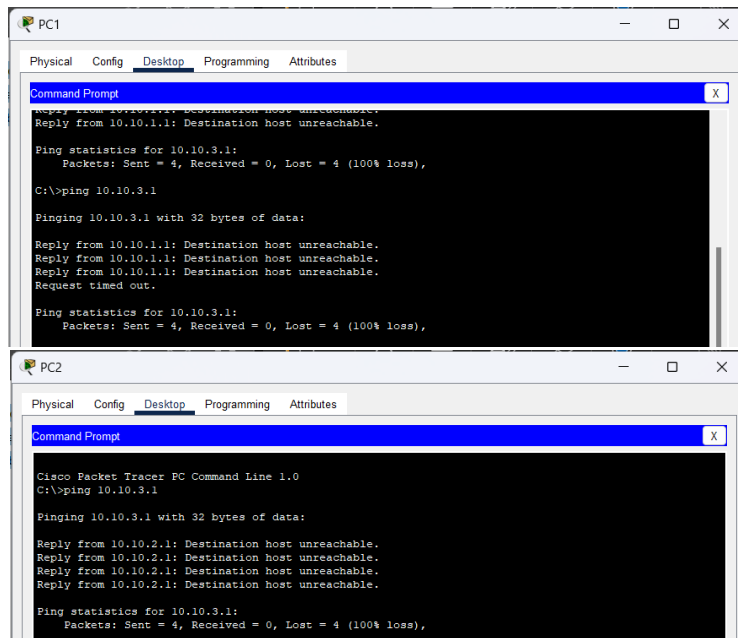 PC1
Physical Config Desktop Programming Attributes
Command Prompt
X
Reply from 10.10.1.1: Destination host unreachable.
Reply from 10.10.1.1: Destination host unreachable.
Ping statistics for 10.10.3.1:
Packets: Sent = 4, Received = 0, Lost = 4 (100% loss),
C:\>ping 10.10.3.1
Pinging 10.10.3.1 with 32 bytes of data:
Reply from 10.10.1.1: Destination host unreachable.
Reply from 10.10.1.1: Destination host unreachable.
Reply from 10.10.1.1: Destination host unreachable.
Request timed out.
Ping statistics for 10.10.3.1:
Packets: Sent = 4, Received = 0, Lost = 4 (100% loss),
PC2
Physical Config Desktop Programming Attributes
Command Prompt
X
Cisco Packet Tracer PC Command Line 1.0
C:\>ping 10.10.3.1
Pinging 10.10.3.1 with 32 bytes of data:
Reply from 10.10.2.1: Destination host unreachable.
Reply from 10.10.2.1: Destination host unreachable.
Reply from 10.10.2.1: Destination host unreachable.
Reply from 10.10.2.1: Destination host unreachable.
Ping statistics for 10.10.3.1:
Packets: Sent = 4, Received = 0, Lost = 4 (100% loss),